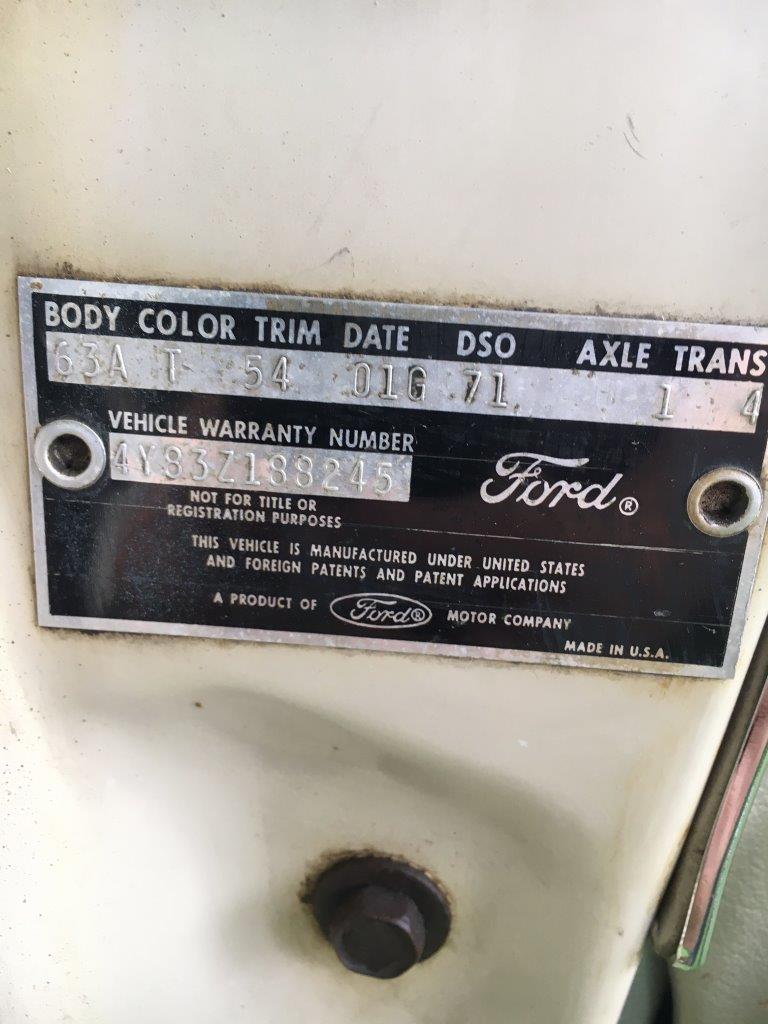 BODY COLOR TRIM DATE DSO AXLE TRANS
63A T 54 01G 71 1 4
VEHICLE WARRANTY NUMBER
4Y83Z188245
Ford®
NOT FOR TITLE OR
REGISTRATION PURPOSES
THIS VEHICLE IS MANUFACTURED UNDER UNITED STATES
AND FOREIGN PATENTS AND PATENT APPLICATIONS
A PRODUCT OF Ford® MOTOR COMPANY
MADE IN U.S.A.